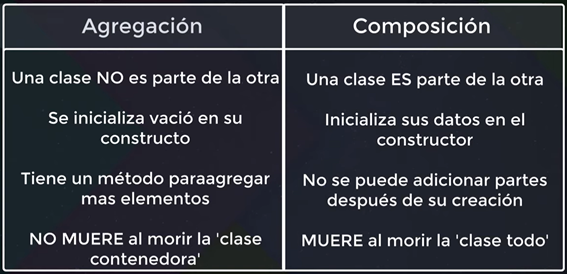 Agregación
Composición
Una clase NO es parte de la otra
Una clase ES parte de la otra
Se inicializa vació en su
constructo
Inicializa sus datos en el
constructor
Tiene un método paraagregar
mas elementos
No se puede adicionar partes
después de su creación
NO MUERE al morir la 'clase
contenedora'
MUERE al morir la 'clase todo'